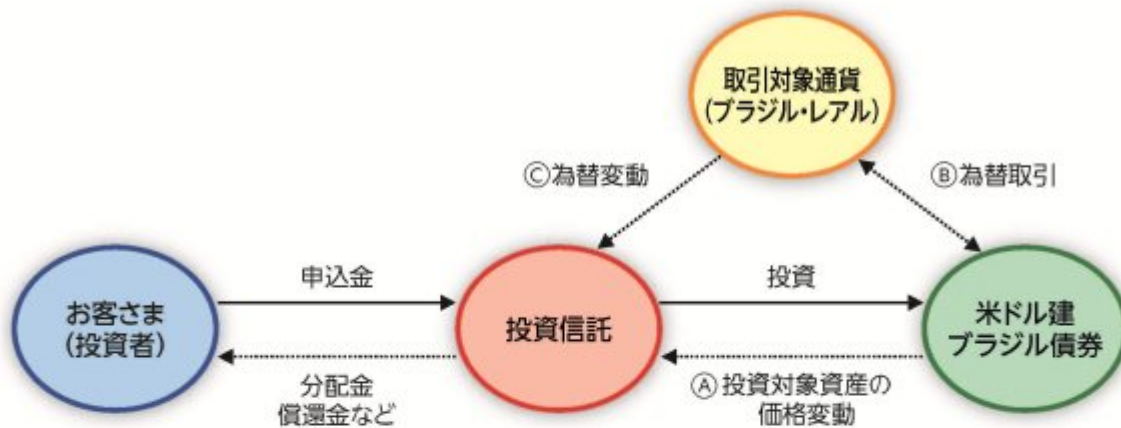 取引対象通貨
(ブラジル・レアル)
Ⓒ為替変動
Ⓑ為替取引
お客さま
(投資者)
申込金
分配金
償還金など
投資信託
投資
Ⓐ投資対象資産の
価格変動
米ドル建
ブラジル債券